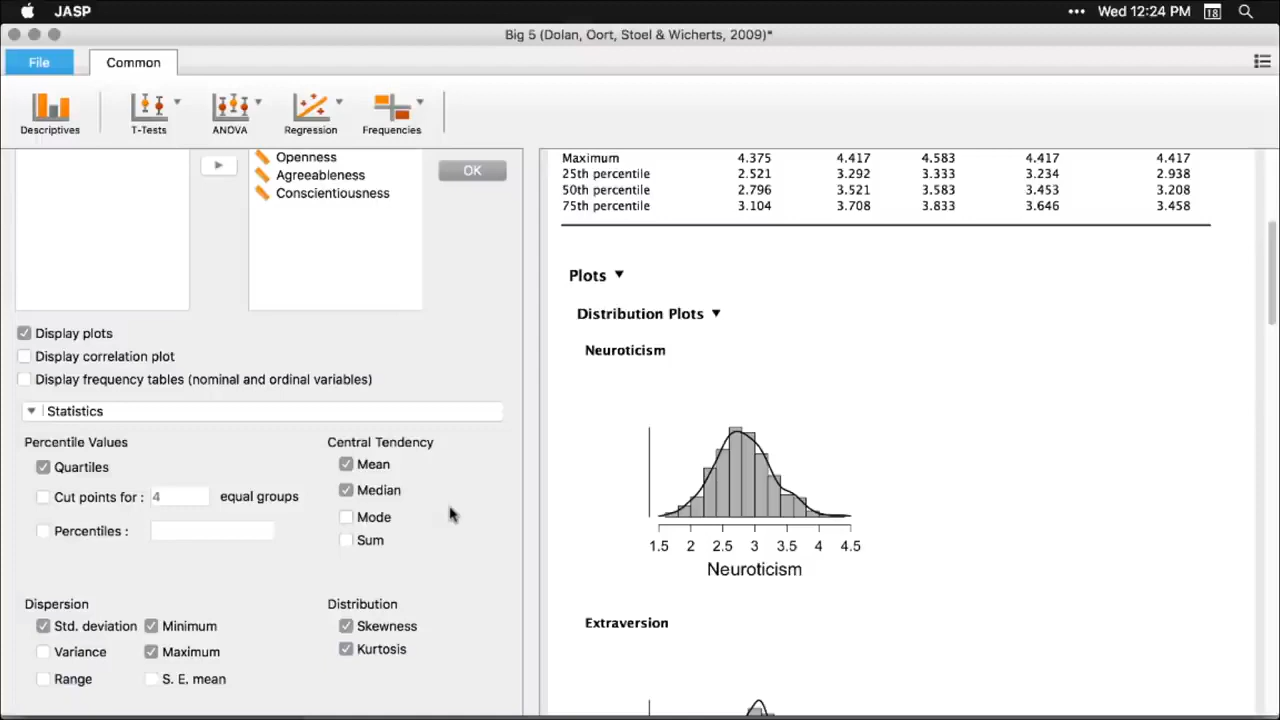 JASP
••• Wed 12:24 PM 18
Big 5 (Dolan, Oort, Stoel & Wicherts, 2009)*
File Common
Descriptives T-Tests ANOVA Regression Frequencies
Openness
Agreeableness
Conscientiousness
OK
Display plots
Display correlation plot
Display frequency tables (nominal and ordinal variables)
Statistics
Percentile Values
Quartiles
Cut points for : 4 equal groups
Percentiles :
Central Tendency
Mean
Median
Mode
Sum
Dispersion
Std. deviation Minimum
Variance Maximum
Range S. E. mean
Distribution
Skewness
Kurtosis
Maximum 4.375 4.417 4.583 4.417 4.417
25th percentile 2.521 3.292 3.333 3.234 2.938
50th percentile 2.796 3.521 3.583 3.453 3.208
75th percentile 3.104 3.708 3.833 3.646 3.458
Plots
Distribution Plots
Neuroticism
1.5 2 2.5 3 3.5 4 4.5
Neuroticism
Extraversion